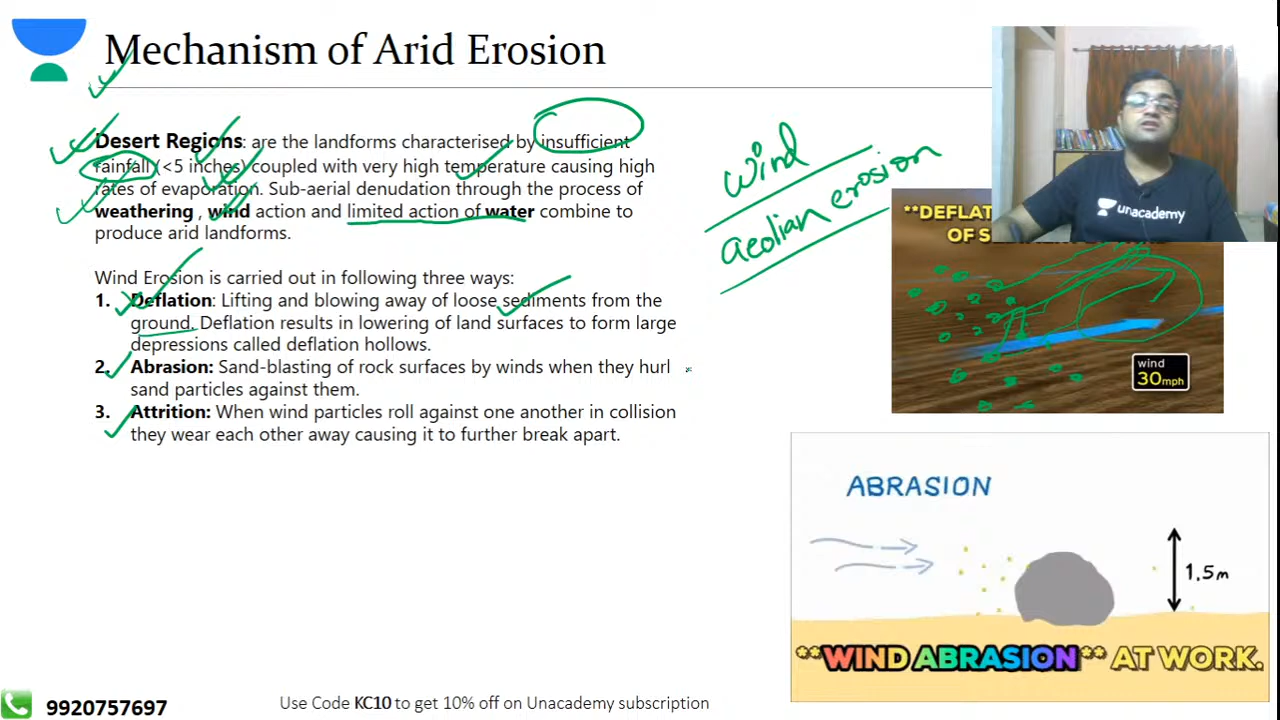 Mechanism of Arid Erosion
Desert Regions: are the landforms characterised by insufficient
rainfall (<5 inches) coupled with very high temperature causing high
rates of evaporation. Sub-aerial denudation through the process of
weathering , wind action and limited action of water combine to
produce arid landforms.
Wind Erosion is carried out in following three ways:
1. Deflation: Lifting and blowing away of loose sediments from the
ground. Deflation results in lowering of land surfaces to form large
depressions called deflation hollows.
2. Abrasion: Sand-blasting of rock surfaces by winds when they hurl
sand particles against them.
3. Attrition: When wind particles roll against one another in collision
they wear each other away causing it to further break apart.
wind
aeolian erosion
unacademy
**DEFLAT
OF S
wind
30mph
ABRASION
1.5m
**WIND ABRASION** AT WORK.
9920757697
Use Code KC10 to get 10% off on Unacademy subscription